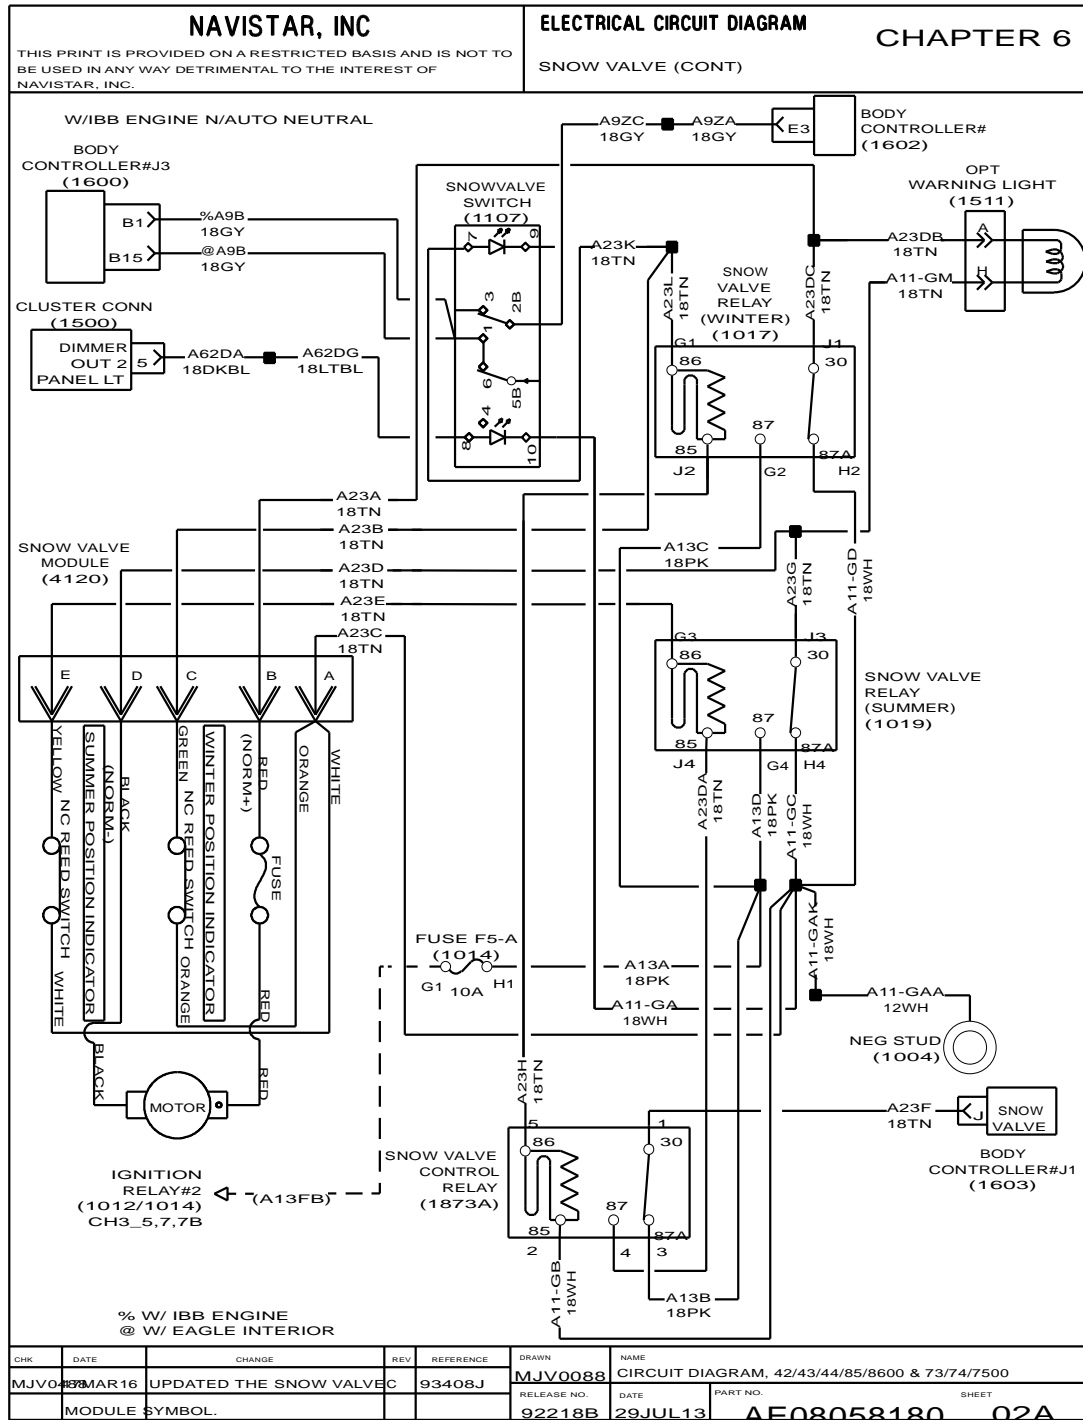 NAVISTAR, INC
THIS PRINT IS PROVIDED ON A RESTRICTED BASIS AND IS NOT TO
BE USED IN ANY WAY DETRIMENTAL TO THE INTEREST OF
NAVISTAR, INC.
ELECTRICAL CIRCUIT DIAGRAM
SNOW VALVE (CONT)
CHAPTER 6
W/IBB ENGINE N/AUTO NEUTRAL
BODY
CONTROLLER#J3
(1600)
B1
B15
%A9B
18GY
@A9B
18GY
CLUSTER CONN
(1500)
DIMMER
OUT 2
PANEL LT
5
A62DA
18DKBL
A62DG
18LTBL
SNOWVALVE
SWITCH
(1107)
7
9
3
2B
1
6
5B
4
8
10
A9ZC
18GY
A9ZA
18GY
E3
BODY
CONTROLLER#
(1602)
OPT
WARNING LIGHT
(1511)
A
H
A23DB
18TN
A11-GM
18TN
A23K
18TN
A23L
18TN
SNOW
VALVE
RELAY
(WINTER)
(1017)
A23DC
18TN
G1
86
J1
30
87
85
87A
J2
G2
H2
A23A
18TN
A23B
18TN
A23D
18TN
A23E
18TN
A23C
18TN
A13C
18PK
A23G
18TN
A11-GD
18WH
SNOW VALVE
MODULE
(4120)
E
D
C
B
A
G3
86
J3
30
87
85
87A
J4
G4
H4
SNOW VALVE
RELAY
(SUMMER)
(1019)
YELLOW
NC REED SWITCH
WHITE
SUMMER POSITION INDICATOR
BLACK
(NORM-)
GREEN
NC REED SWITCH
ORANGE
WINTER POSITION INDICATOR
RED
(NORM+)
FUSE
ORANGE
WHITE
RED
BLACK
RED
MOTOR
A23DA
18TN
A13D
18PK
A11-GC
18WH
A11-GAK
18WH
FUSE F5-A
(1014)
G1
10A
H1
A13A
18PK
A11-GA
18WH
A11-GAA
12WH
NEG STUD
(1004)
A23H
18TN
A23F
18TN
J
SNOW
VALVE
BODY
CONTROLLER#J1
(1603)
SNOW VALVE
CONTROL
RELAY
(1873A)
5
86
1
30
87
85
87A
2
4
3
IGNITION
RELAY#2
(1012/1014)
CH3_5,7,7B
(A13FB)
A11-GB
18WH
A13B
18PK
% W/ IBB ENGINE
@ W/ EAGLE INTERIOR
CHK
DATE
CHANGE
REV
REFERENCE
UPDATED THE SNOW VALVE
C
93408J
MODULE SYMBOL.
DRAWN
MJV0088
NAME
CIRCUIT DIAGRAM, 42/43/44/85/8600 & 73/74/7500
RELEASE NO.
92218B
DATE
29JUL13
PART NO.
AE08058180
SHEET
02A